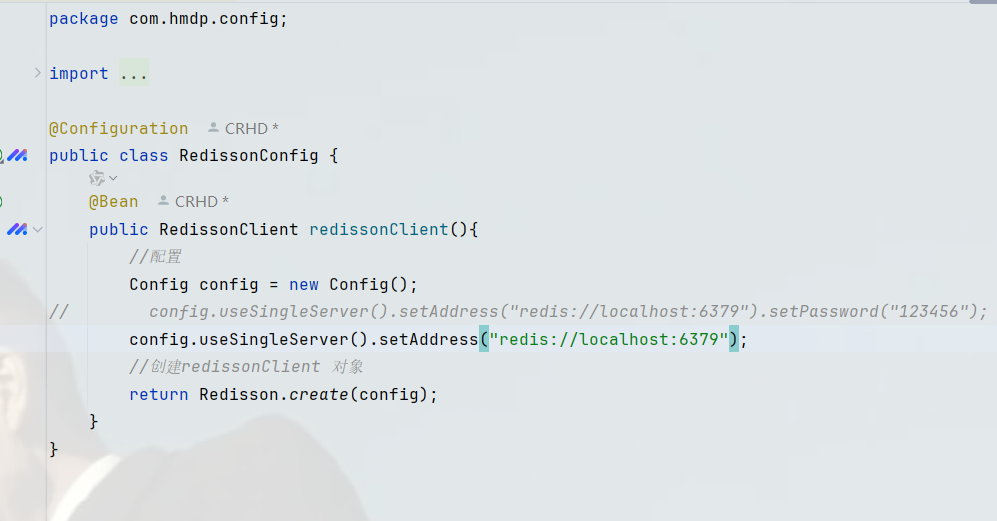 package com.hmdp.config;
import ...
@Configuration CRHD *
public class RedissonConfig {
@Bean CRHD *
public RedissonClient redissonClient(){
//配置
Config config = new Config();
// config.useSingleServer().setAddress("redis://localhost:6379").setPassword("123456");
config.useSingleServer().setAddress("redis://localhost:6379");
//创建redissonClient 对象
return Redisson.create(config);
}
}